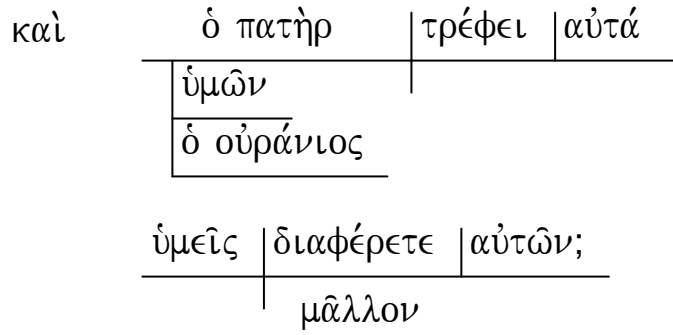 καὶ ὁ πατὴρ τρέφει αὐτά
ὑμῶν
ὁ οὐράνιος
ὑμεῖς διαφέρετε αὐτῶν;
μᾶλλον